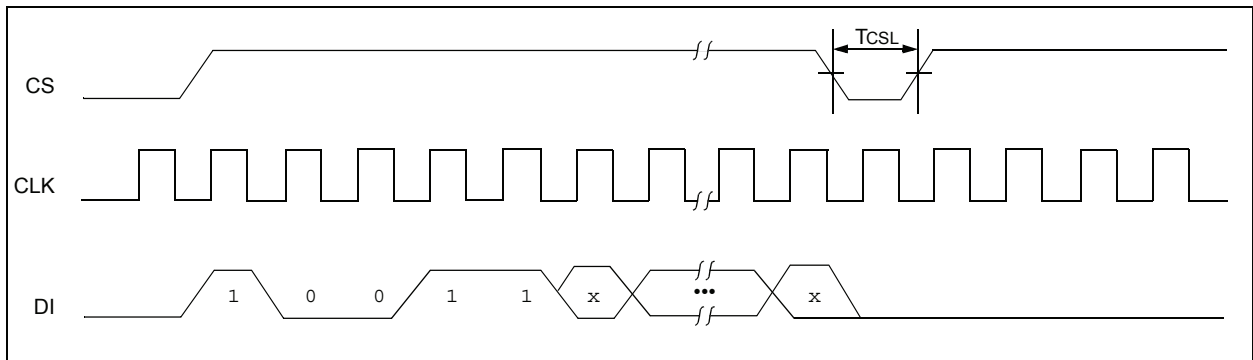 TCSL
CS
CLK
DI 1 0 0 1 1 x ••• x